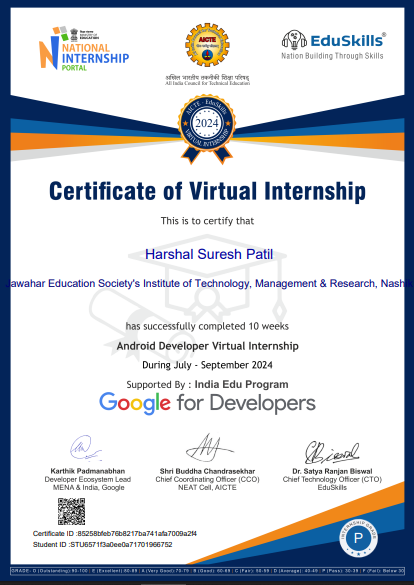 NATIONAL
INTERNSHIP
PORTAL
MINISTRY OF
EDUCATION
AICTE
अखिल भारतीय तकनीकी शिक्षा परिषद्
All India Council for Technical Education
EduSkills
Nation Building Through Skills
AICTE - EduSkills
2024
VIRTUAL INTERNSHIP
Certificate of Virtual Internship
This is to certify that
Harshal Suresh Patil
Jawahar Education Society's Institute of Technology, Management & Research, Nashik
has successfully completed 10 weeks
Android Developer Virtual Internship
During July - September 2024
Supported By : India Edu Program
Google for Developers
Karthik Padmanabhan
Developer Ecosystem Lead
MENA & India, Google
Shri Buddha Chandrasekhar
Chief Coordinating Officer (CCO)
NEAT Cell, AICTE
Dr. Satya Ranjan Biswal
Chief Technology Officer (CTO)
EduSkills
Certificate ID :85258bfeb76b8217ba741afa7009a2f4
Student ID :STU6571f3a0ee0a71701966752
INTERNSHIP GRADE
P
GRADE- O (Outstanding) 90-100 | E (Excellent) 80-89 | A (Very Good) 70-79 | B (Good) 60-69 | C (Fair) 50-59 | D (Average) 40-49 | P (Pass) 30-39 | F (Fail) Below 30